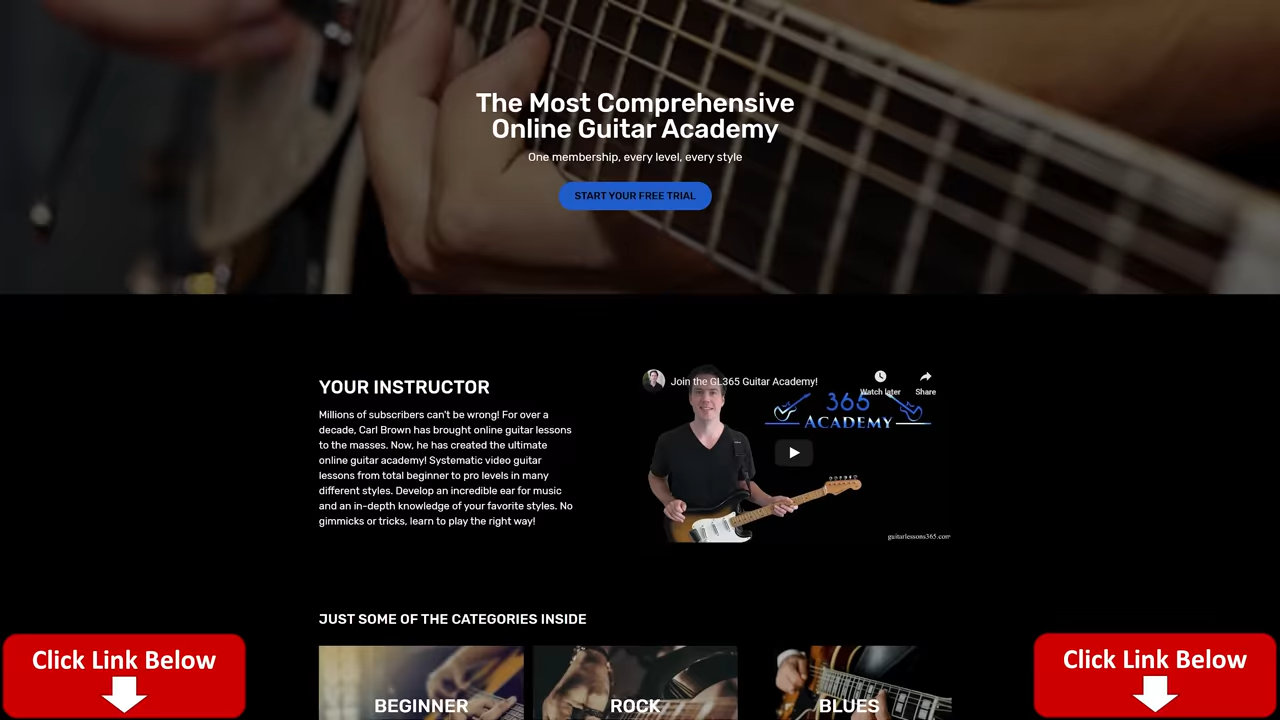 The Most Comprehensive
Online Guitar Academy
One membership, every level, every style
START YOUR FREE TRIAL
YOUR INSTRUCTOR
Millions of subscribers can't be wrong! For over a
decade, Carl Brown has brought online guitar lessons
to the masses. Now, he has created the ultimate
online guitar academy! Systematic video guitar
lessons from total beginner to pro levels in many
different styles. Develop an incredible ear for music
and an in-depth knowledge of your favorite styles. No
gimmicks or tricks, learn to play the right way!
Join the GL365 Guitar Academy!
Watch later
Share
365
ACADEMY
guitarlessons365.com
JUST SOME OF THE CATEGORIES INSIDE
BEGINNER
ROCK
BLUES
Click Link Below
Click Link Below